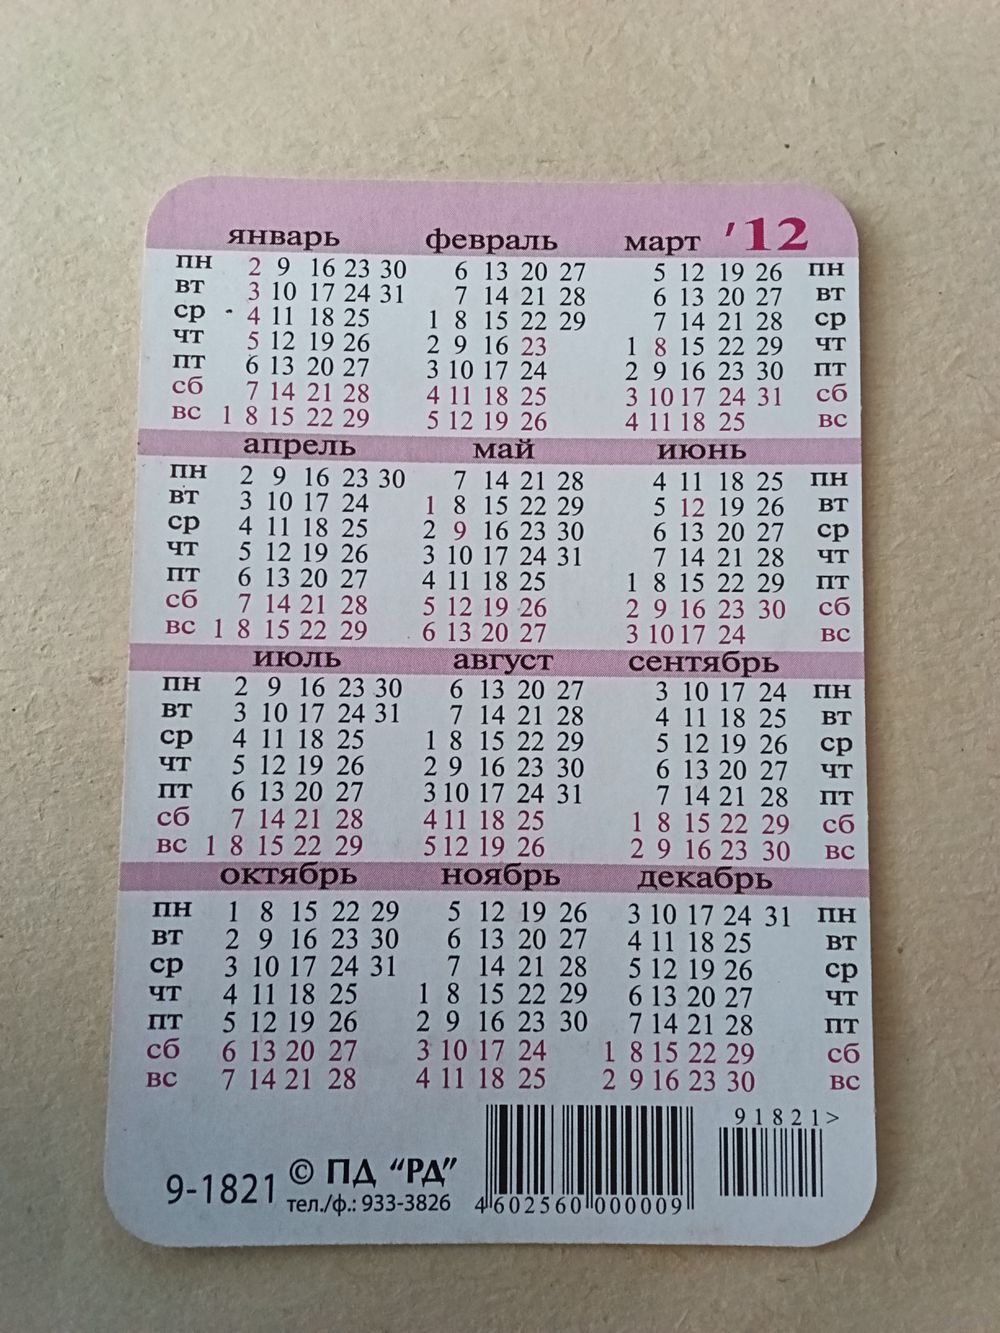 январь февраль март '12
пн 2 9 16 23 30 6 13 20 27 5 12 19 26 пн
вт 3 10 17 24 31 7 14 21 28 6 13 20 27 вт
ср 4 11 18 25 1 8 15 22 29 7 14 21 28 ср
чт 5 12 19 26 2 9 16 23 1 8 15 22 29 чт
пт 6 13 20 27 3 10 17 24 2 9 16 23 30 пт
сб 7 14 21 28 4 11 18 25 3 10 17 24 31 сб
вс 1 8 15 22 29 5 12 19 26 4 11 18 25 вс
апрель май июнь
пн 2 9 16 23 30 7 14 21 28 4 11 18 25 пн
вт 3 10 17 24 1 8 15 22 29 5 12 19 26 вт
ср 4 11 18 25 2 9 16 23 30 6 13 20 27 ср
чт 5 12 19 26 3 10 17 24 31 7 14 21 28 чт
пт 6 13 20 27 4 11 18 25 1 8 15 22 29 пт
сб 7 14 21 28 5 12 19 26 2 9 16 23 30 сб
вс 1 8 15 22 29 6 13 20 27 3 10 17 24 вс
июль август сентябрь
пн 2 9 16 23 30 6 13 20 27 3 10 17 24 пн
вт 3 10 17 24 31 7 14 21 28 4 11 18 25 вт
ср 4 11 18 25 1 8 15 22 29 5 12 19 26 ср
чт 5 12 19 26 2 9 16 23 30 6 13 20 27 чт
пт 6 13 20 27 3 10 17 24 31 7 14 21 28 пт
сб 7 14 21 28 4 11 18 25 1 8 15 22 29 сб
вс 1 8 15 22 29 5 12 19 26 2 9 16 23 30 вс
октябрь ноябрь декабрь
пн 1 8 15 22 29 5 12 19 26 3 10 17 24 31 пн
вт 2 9 16 23 30 6 13 20 27 4 11 18 25 вт
ср 3 10 17 24 31 7 14 21 28 5 12 19 26 ср
чт 4 11 18 25 1 8 15 22 29 6 13 20 27 чт
пт 5 12 19 26 2 9 16 23 30 7 14 21 28 пт
сб 6 13 20 27 3 10 17 24 1 8 15 22 29 сб
вс 7 14 21 28 4 11 18 25 2 9 16 23 30 вс
91821>
9-1821 © ПД “РД”
тел./ф.: 933-3826
4 602560 000009